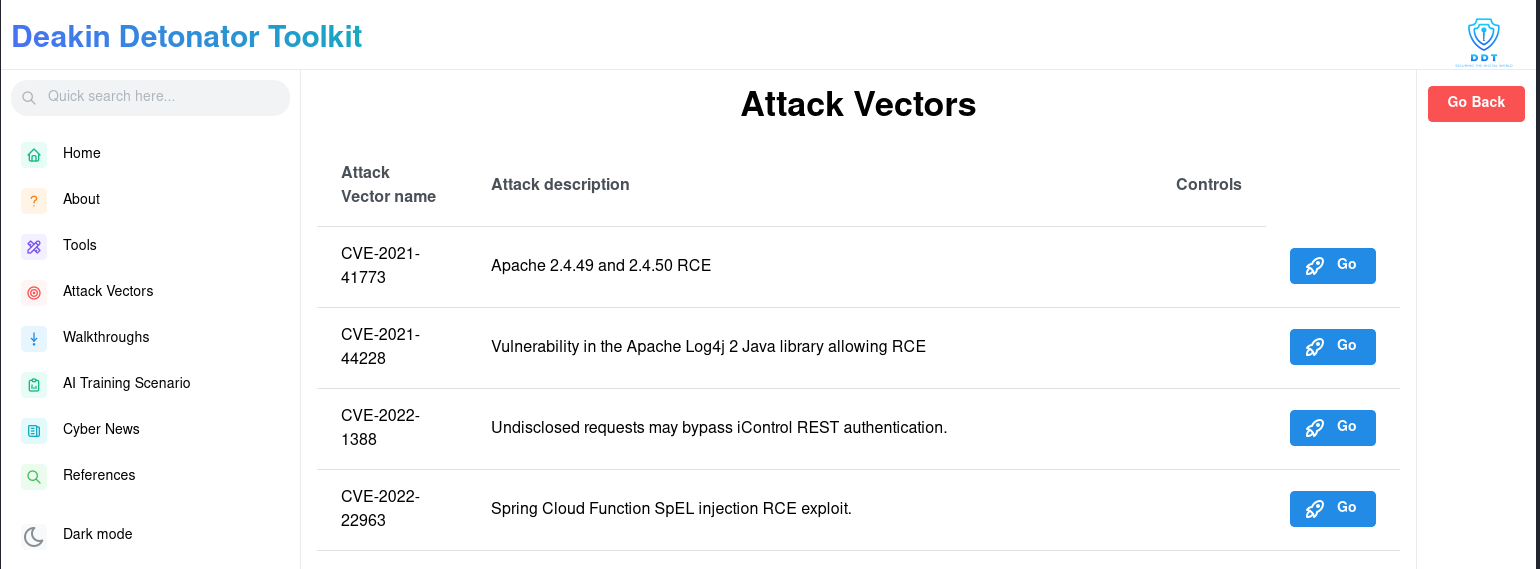 Deakin Detonator Toolkit
DDT
Quick search here...
Home
About
Tools
Attack Vectors
Walkthroughs
AI Training Scenario
Cyber News
References
Dark mode
Attack Vectors
Go Back
Attack
Vector name
Attack description
Controls
CVE-2021-
41773
Apache 2.4.49 and 2.4.50 RCE
Go
CVE-2021-
44228
Vulnerability in the Apache Log4j 2 Java library allowing RCE
Go
CVE-2022-
1388
Undisclosed requests may bypass iControl REST authentication.
Go
CVE-2022-
22963
Spring Cloud Function SpEL injection RCE exploit.
Go